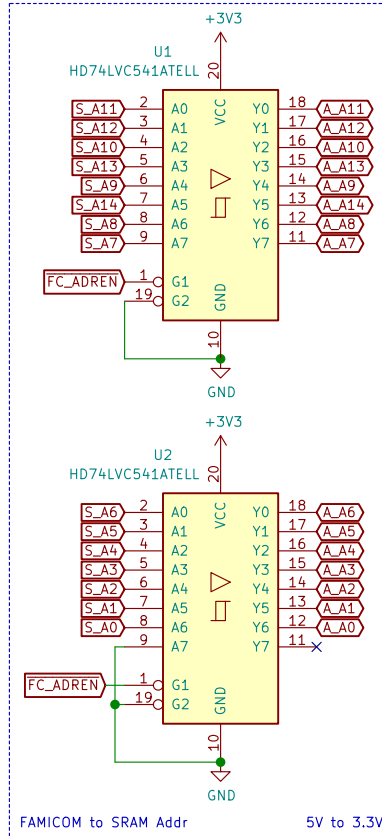 +3V3
U1
HD74LVC541ATELL
20
VCC
S_A11 2 A0 Y0 18 A_A11
S_A12 3 A1 Y1 17 A_A12
S_A10 4 A2 Y2 16 A_A10
S_A13 5 A3 Y3 15 A_A13
S_A9 6 A4 Y4 14 A_A9
S_A14 7 A5 Y5 13 A_A14
S_A8 8 A6 Y6 12 A_A8
S_A7 9 A7 Y7 11 A_A7
FC_ADREN 1 G1
19 G2
GND
10
GND
+3V3
U2
HD74LVC541ATELL
20
VCC
S_A6 2 A0 Y0 18 A_A6
S_A5 3 A1 Y1 17 A_A5
S_A4 4 A2 Y2 16 A_A4
S_A3 5 A3 Y3 15 A_A3
S_A2 6 A4 Y4 14 A_A2
S_A1 7 A5 Y5 13 A_A1
S_A0 8 A6 Y6 12 A_A0
9 A7 Y7 11
FC_ADREN 1 G1
19 G2
GND
10
GND
FAMICOM to SRAM Addr 5V to 3.3V